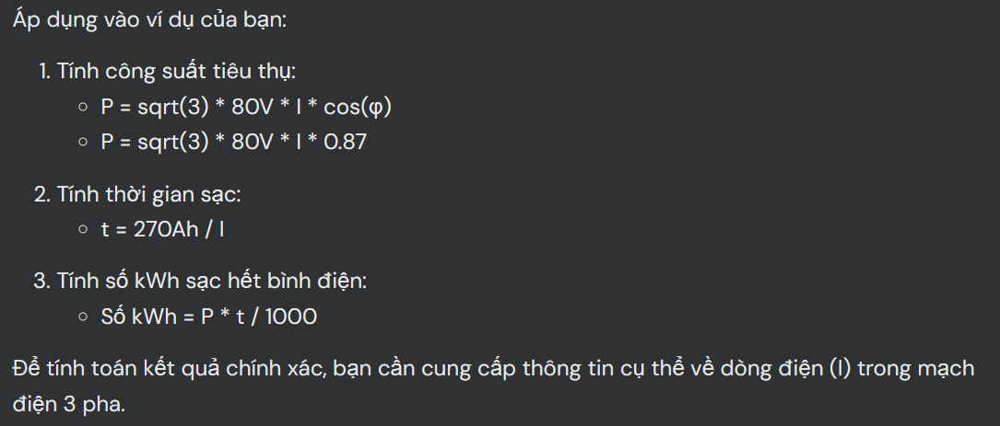 Áp dụng vào ví dụ của bạn:
1. Tính công suất tiêu thụ:
○ P = sqrt(3) * 80V * I * cos(φ)
○ P = sqrt(3) * 80V * I * 0.87
2. Tính thời gian sạc:
○ t = 270Ah / I
3. Tính số kWh sạc hết bình điện:
○ Số kWh = P * t / 1000
Để tính toán kết quả chính xác, bạn cần cung cấp thông tin cụ thể về dòng điện (I) trong mạch
điện 3 pha.